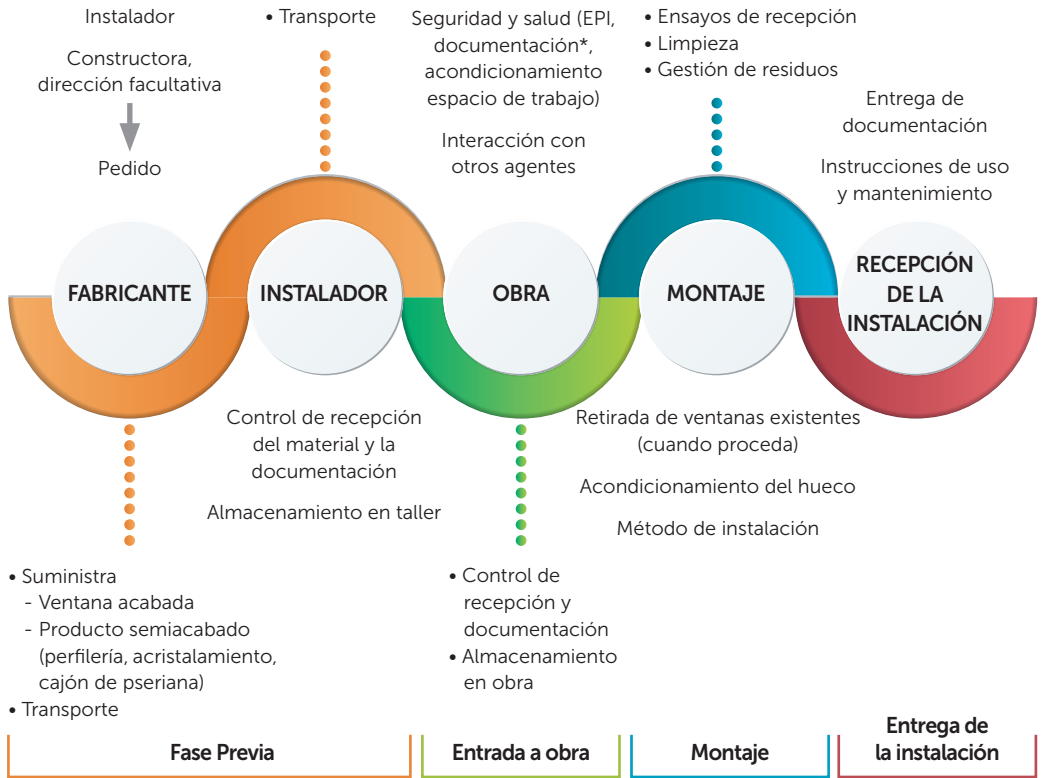 Instalador
Constructora,
dirección facultativa
Pedido
• Transporte
Seguridad y salud (EPI,
documentación*,
acondicionamiento
espacio de trabajo)
Interacción con
otros agentes
• Ensayos de recepción
• Limpieza
• Gestión de residuos
Entrega de
documentación
Instrucciones de uso
y mantenimiento
FABRICANTE
INSTALADOR
OBRA
MONTAJE
RECEPCIÓN
DE LA
INSTALACIÓN
Control de recepción
del material y la
documentación
Almacenamiento en taller
Retirada de ventanas existentes
(cuando proceda)
Acondicionamiento del hueco
Método de instalación
• Suministra
- Ventana acabada
- Producto semiacabado
(perfilería, acristalamiento,
cajón de pseriana)
• Transporte
• Control de
recepción y
documentación
• Almacenamiento
en obra
Fase Previa
Entrada a obra
Montaje
Entrega de
la instalación